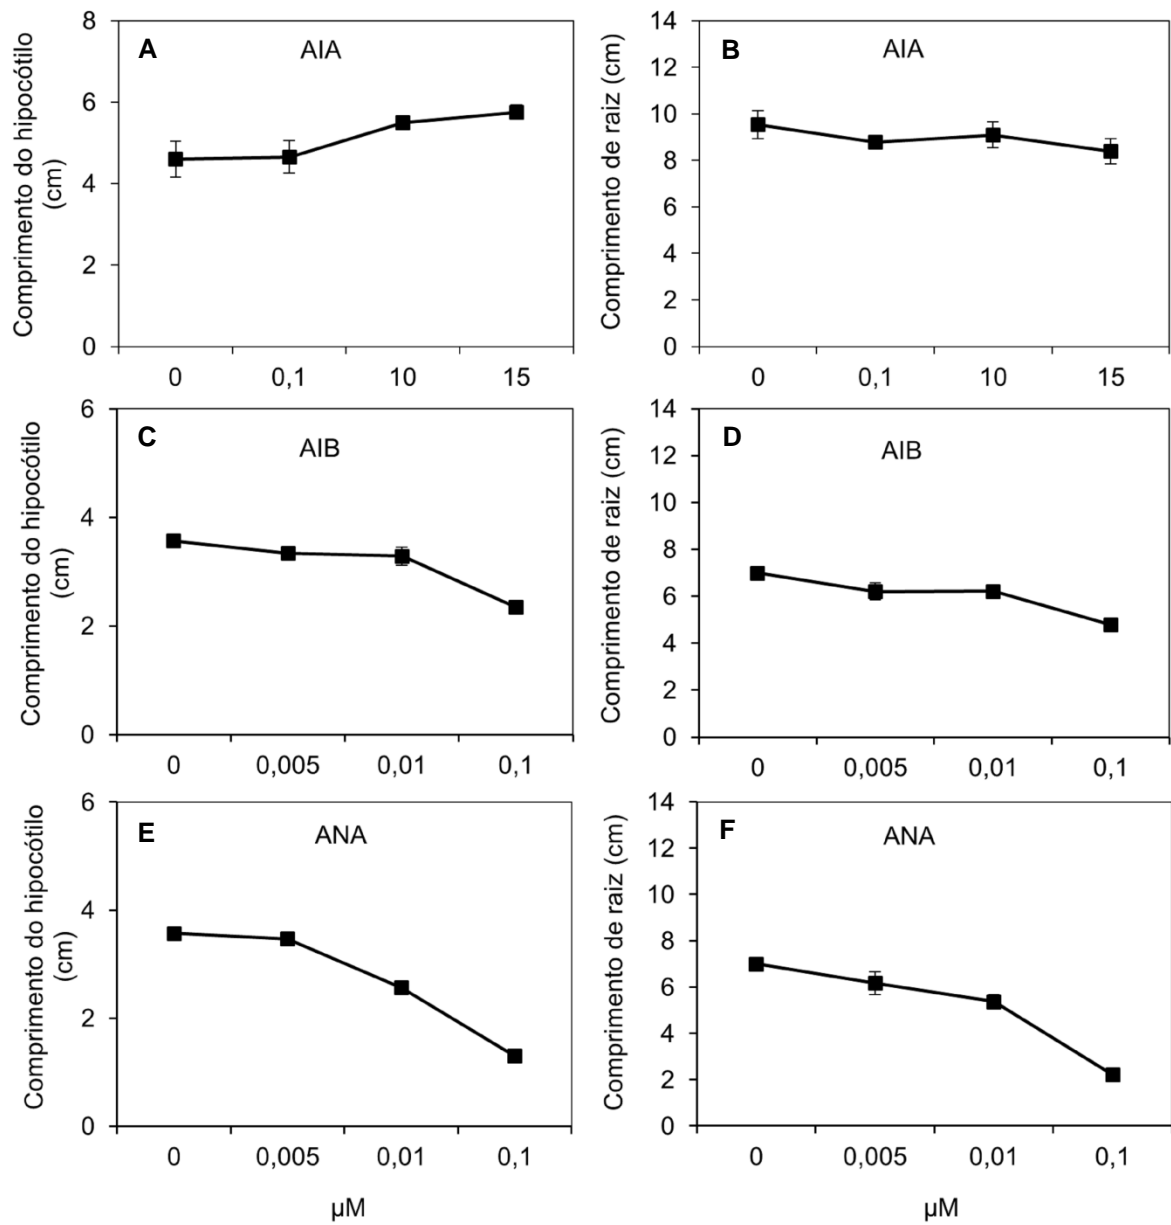 A
AIA
Comprimento do hipocótilo
(cm)
8
6
4
2
0
0 0,1 10 15
B
AIA
Comprimento de raiz (cm)
14
12
10
8
6
4
2
0
0 0,1 10 15
C
AIB
Comprimento do hipocótilo
(cm)
6
4
2
0
0 0,005 0,01 0,1
D
AIB
Comprimento de raiz (cm)
14
12
10
8
6
4
2
0
0 0,005 0,01 0,1
E
ANA
Comprimento do hipocótilo
(cm)
6
4
2
0
0 0,005 0,01 0,1
µM
F
ANA
Comprimento de raiz (cm)
14
12
10
8
6
4
2
0
0 0,005 0,01 0,1
µM